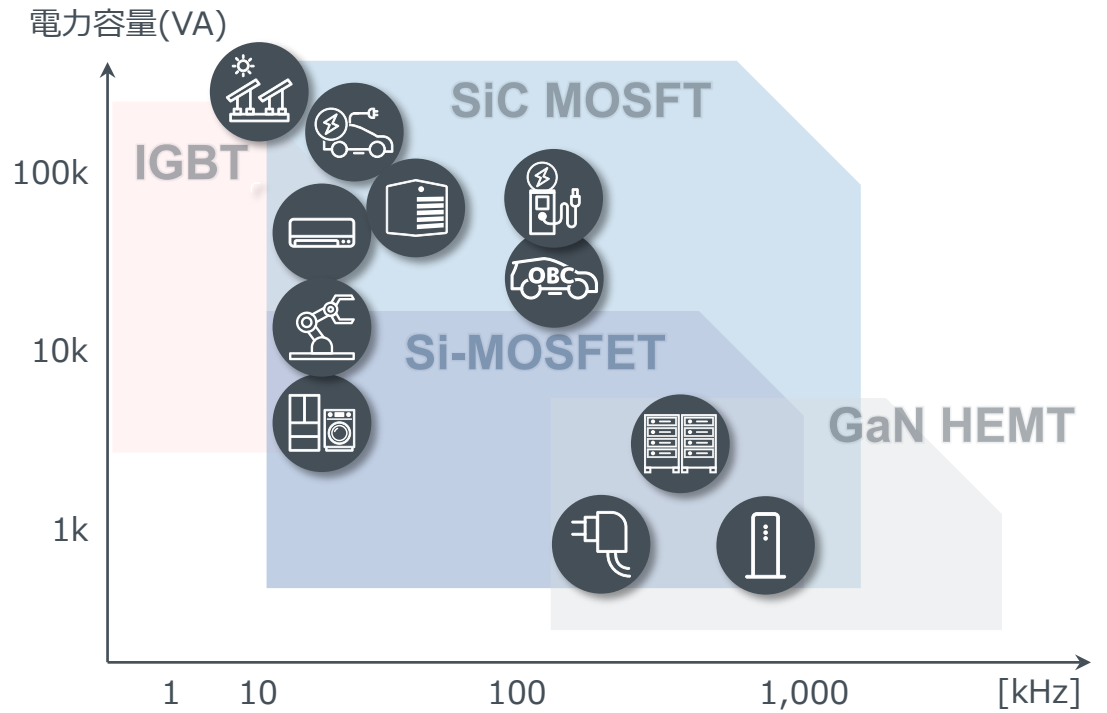 電力容量(VA)
SiC MOSFT
IGBT
100k
OBC
10k
Si-MOSFET
GaN HEMT
1k
1 10 100 1,000 [kHz]